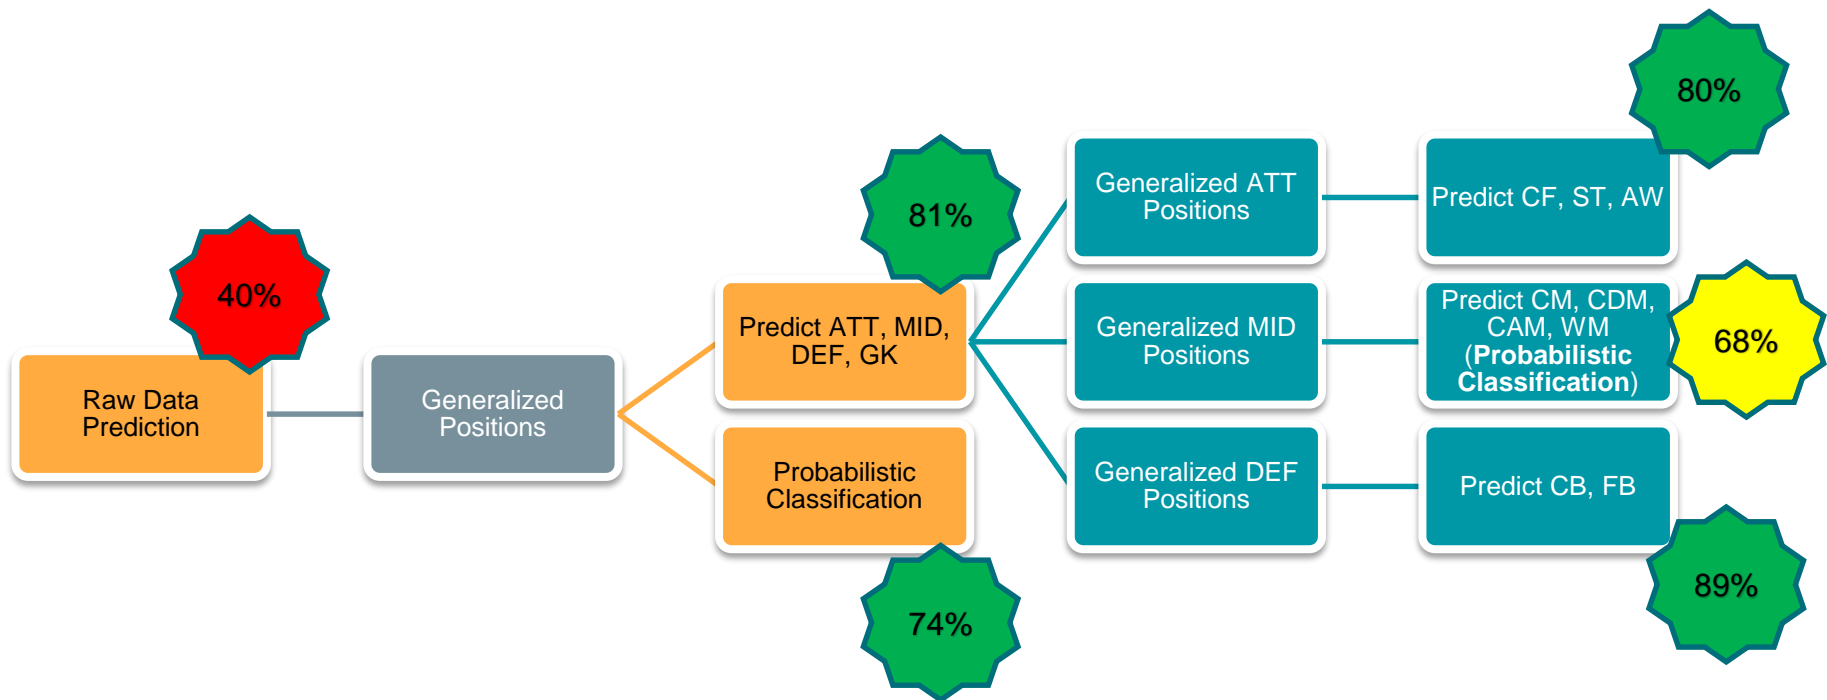 40%
Raw Data
Prediction
Generalized
Positions
81%
Predict ATT, MID,
DEF, GK
Probabilistic
Classification
74%
Generalized ATT
Positions
Generalized MID
Positions
Generalized DEF
Positions
80%
Predict CF, ST, AW
Predict CM, CDM,
CAM, WM
(Probabilistic
Classification)
68%
Predict CB, FB
89%